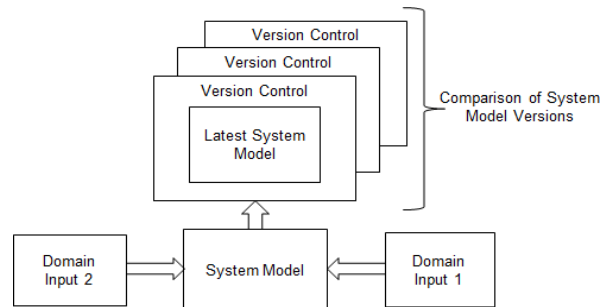 Version Control
Version Control
Version Control
Latest System
Model
Comparison of System
Model Versions
Domain
Input 2
System Model
Domain
Input 1